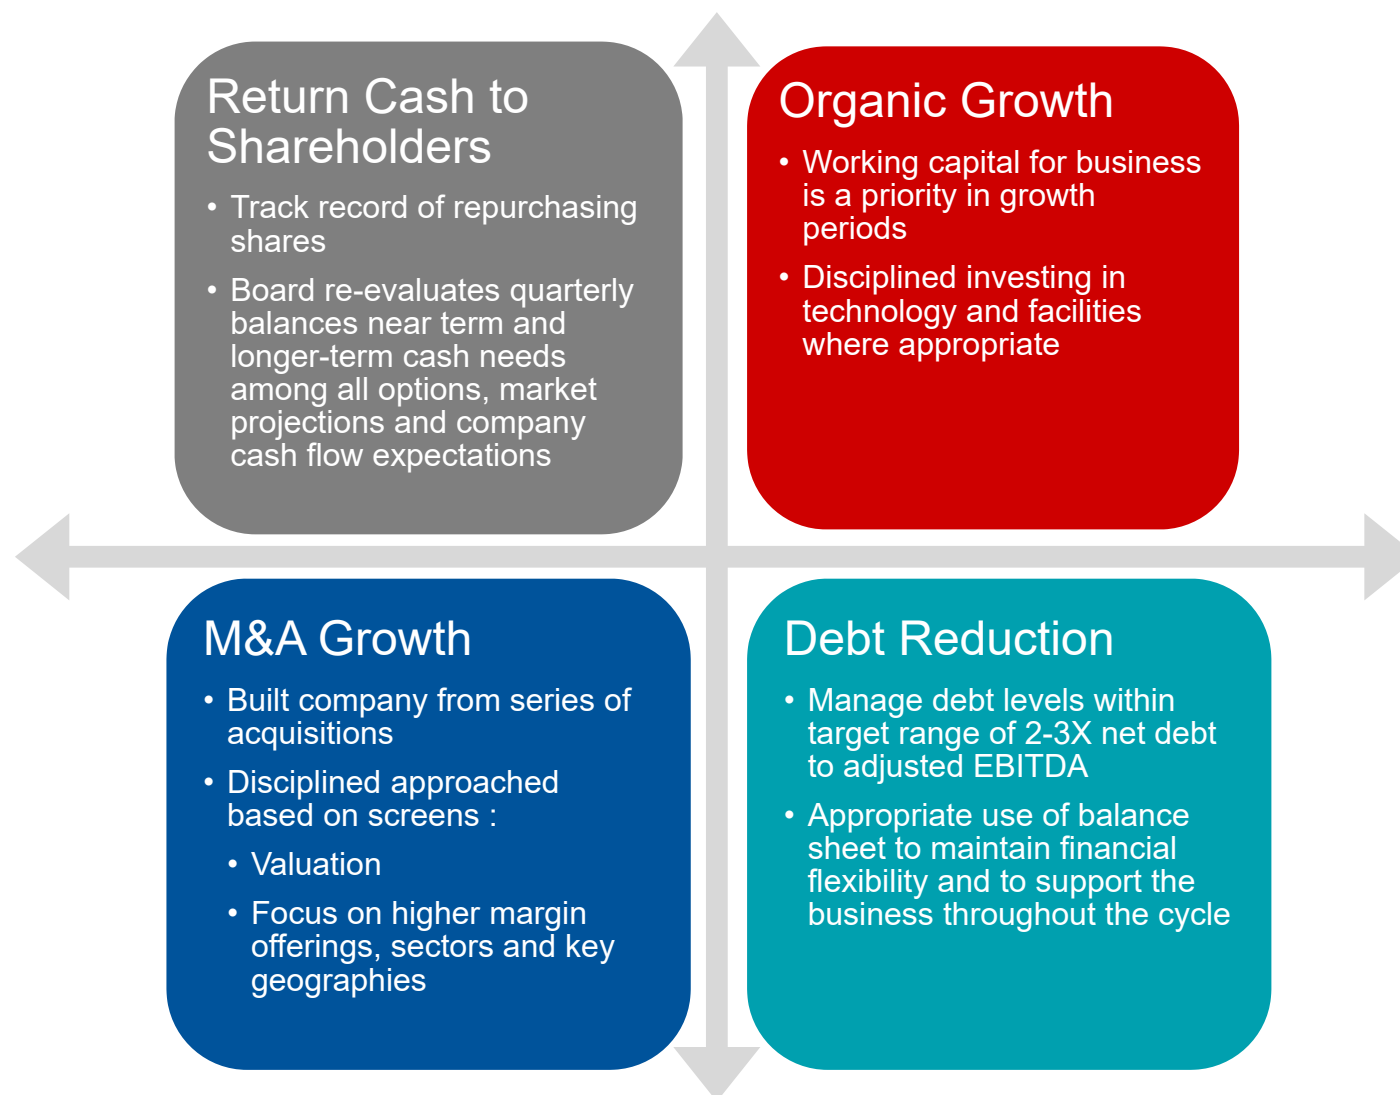 Return Cash to
Shareholders
• Track record of repurchasing
shares
• Board re-evaluates quarterly
balances near term and
longer-term cash needs
among all options, market
projections and company
cash flow expectations
Organic Growth
• Working capital for business
is a priority in growth
periods
• Disciplined investing in
technology and facilities
where appropriate
M&A Growth
• Built company from series of
acquisitions
• Disciplined approached
based on screens :
• Valuation
• Focus on higher margin
offerings, sectors and key
geographies
Debt Reduction
• Manage debt levels within
target range of 2-3X net debt
to adjusted EBITDA
• Appropriate use of balance
sheet to maintain financial
flexibility and to support the
business throughout the cycle